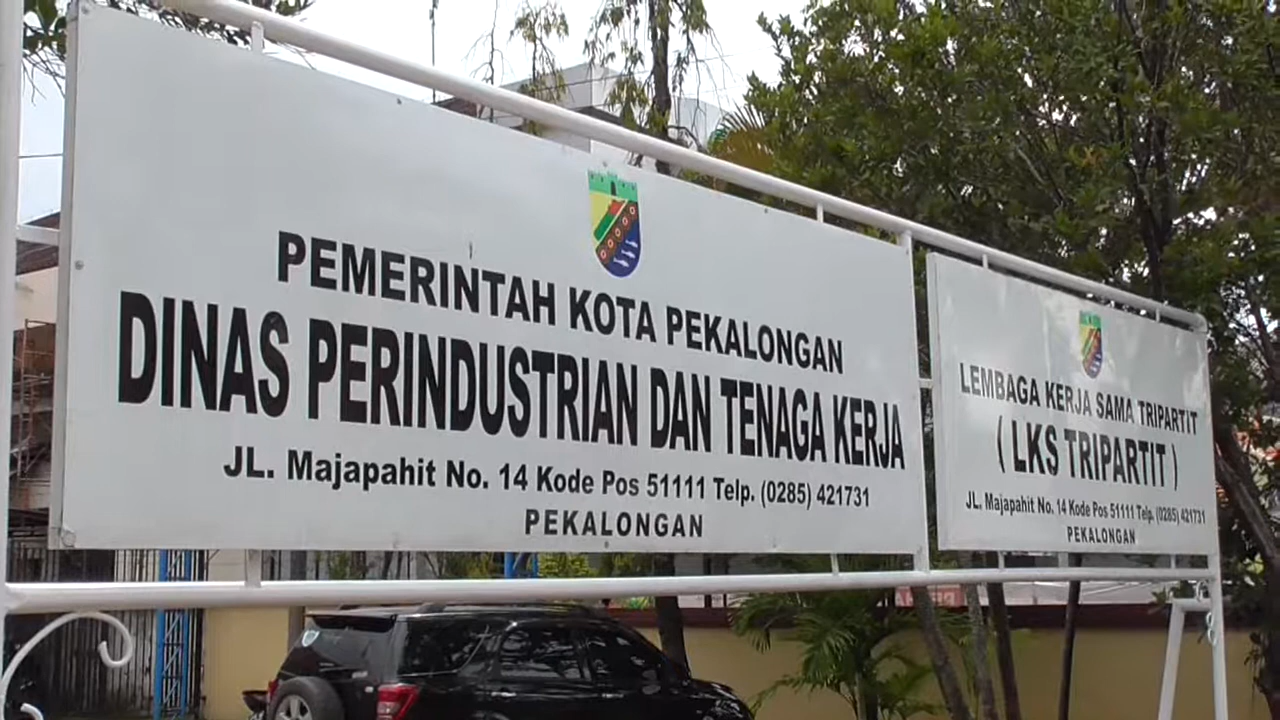 PEMERINTAH KOTA PEKALONGAN
DINAS PERINDUSTRIAN DAN TENAGA KERJA
JL. Majapahit No. 14 Kode Pos 51111 Telp. (0285) 421731
PEKALONGAN
LEMBAGA KERJA SAMA TRIPARTIT
( LKS TRIPARTIT )
JL. Majapahit No. 14 Kode Pos 51111 Telp. (0285) 421731
PEKALONGAN